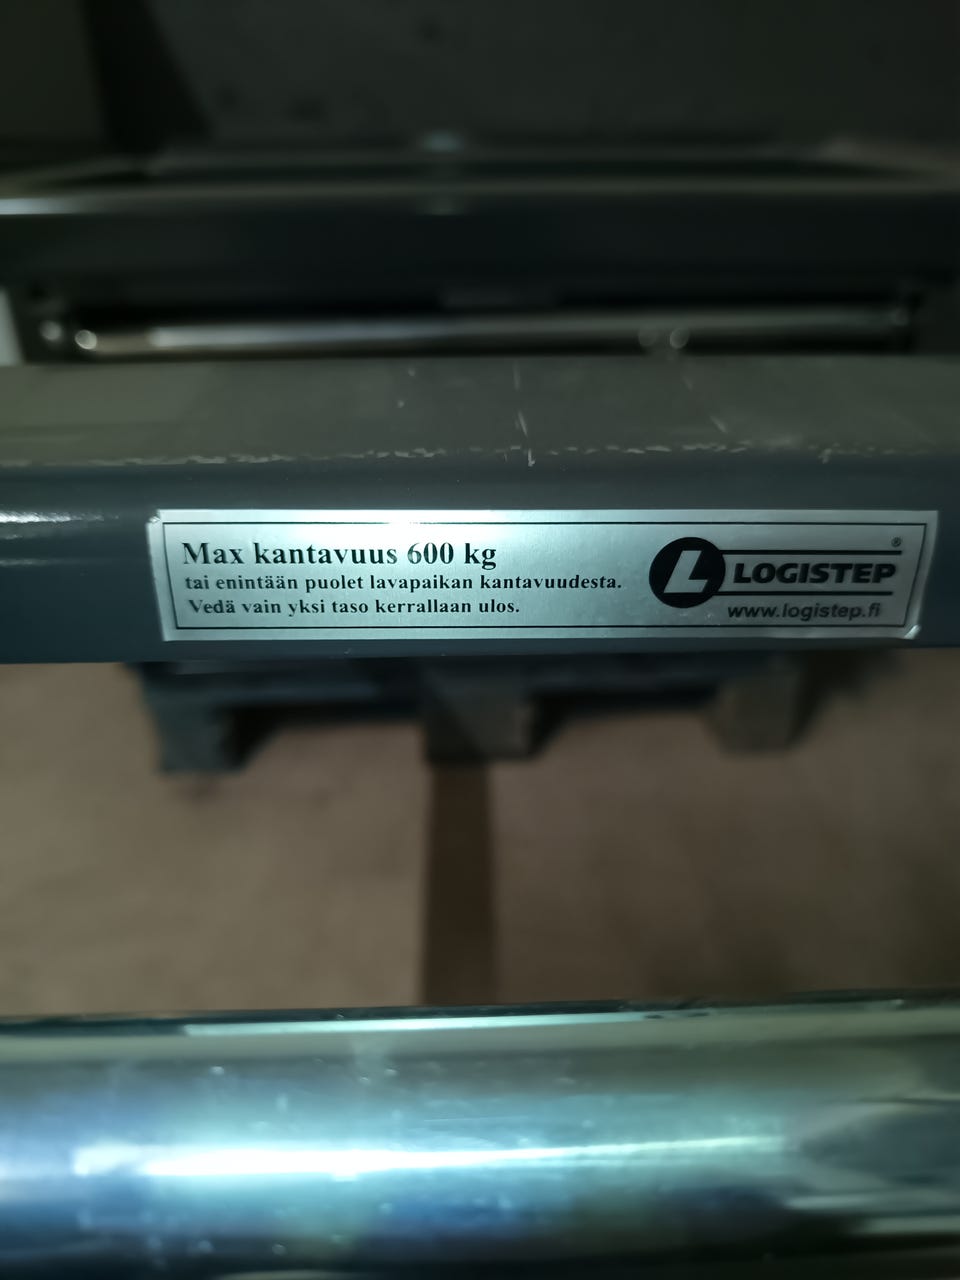 Max kantavuus 600 kg
tai enintään puolet lavapaikan kantavuudesta.
Vedä vain yksi taso kerrallaan ulos.
L LOGISTEP®
www.logistep.fi